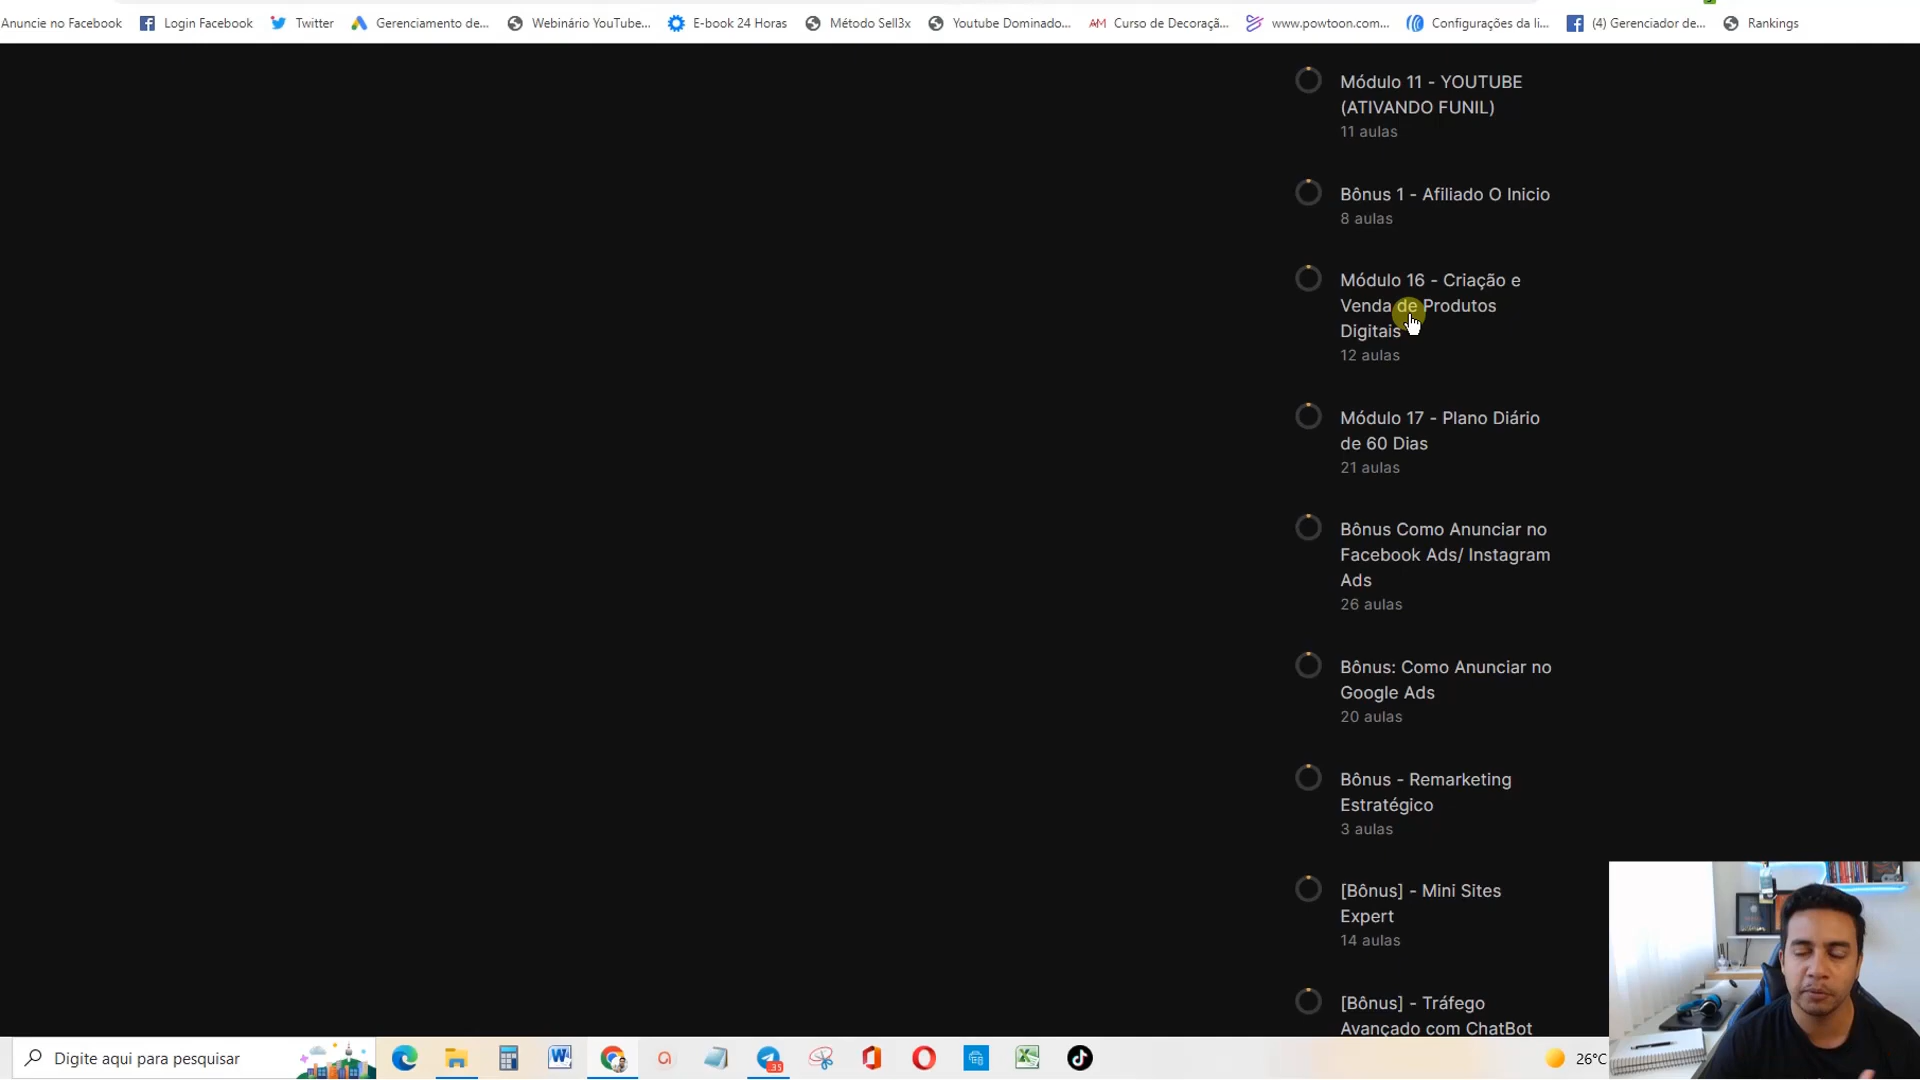 Anuncie no Facebook Login Facebook Twitter Gerenciamento de... Webinário YouTube... E-book 24 Horas Método Sell3x Youtube Dominado... AM Curso de Decoraçã... www.powtoon.com... Configurações da li... (4) Gerenciador de... Rankings
Módulo 11 - YOUTUBE
(ATIVANDO FUNIL)
11 aulas
Bônus 1 - Afiliado O Inicio
8 aulas
Módulo 16 - Criação e
Venda de Produtos
Digitais
12 aulas
Módulo 17 - Plano Diário
de 60 Dias
21 aulas
Bônus Como Anunciar no
Facebook Ads/ Instagram
Ads
26 aulas
Bônus: Como Anunciar no
Google Ads
20 aulas
Bônus - Remarketing
Estratégico
3 aulas
[Bônus] - Mini Sites
Expert
14 aulas
[Bônus] - Tráfego
Avançado com ChatBot
Digite aqui para pesquisar 35 26°C